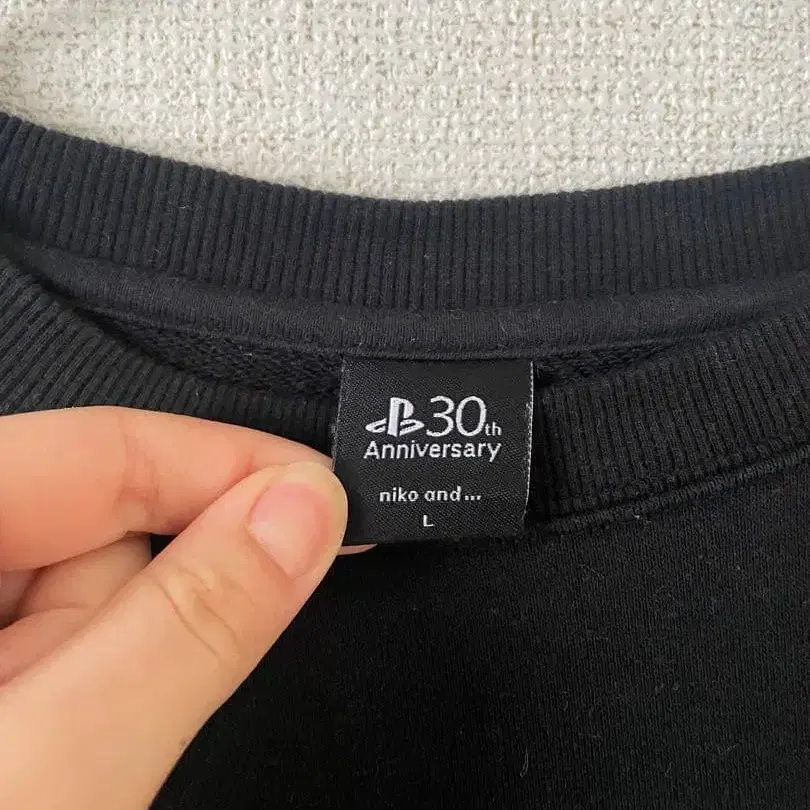 30th
Anniversary
niko and...
L